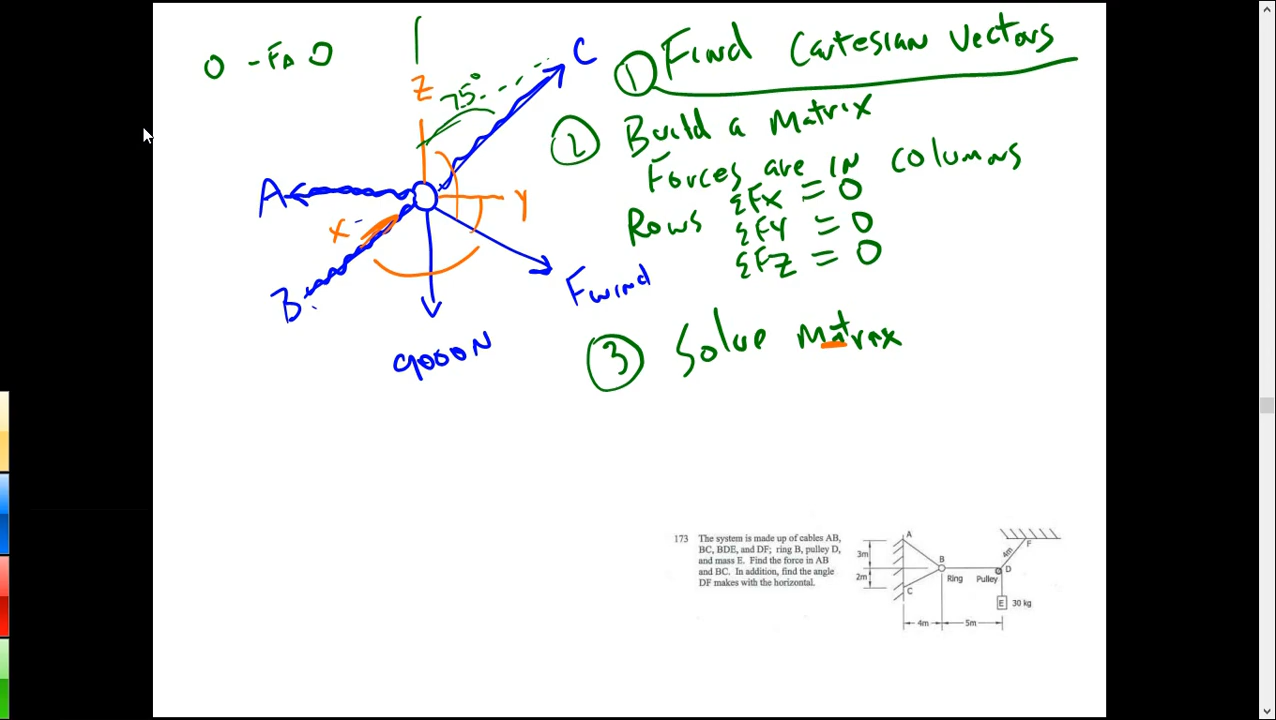 O -FA O
Z
75°
C
A
X
Y
B
Fwind
9000N
① Find Cartesian Vectors
② Build a Matrix
Forces are in columns
Rows ΣFX = 0
ΣFY = 0
ΣFZ = 0
③ Solve Matrix
173 The system is made up of cables AB,
BC, BDE, and DF; ring B, pulley D,
and mass E. Find the force in AB
and BC. In addition, find the angle
DF makes with the horizontal.
A
3m
B
2m
C
Ring
Pulley
4m
F
D
E 30 kg
4m
5m